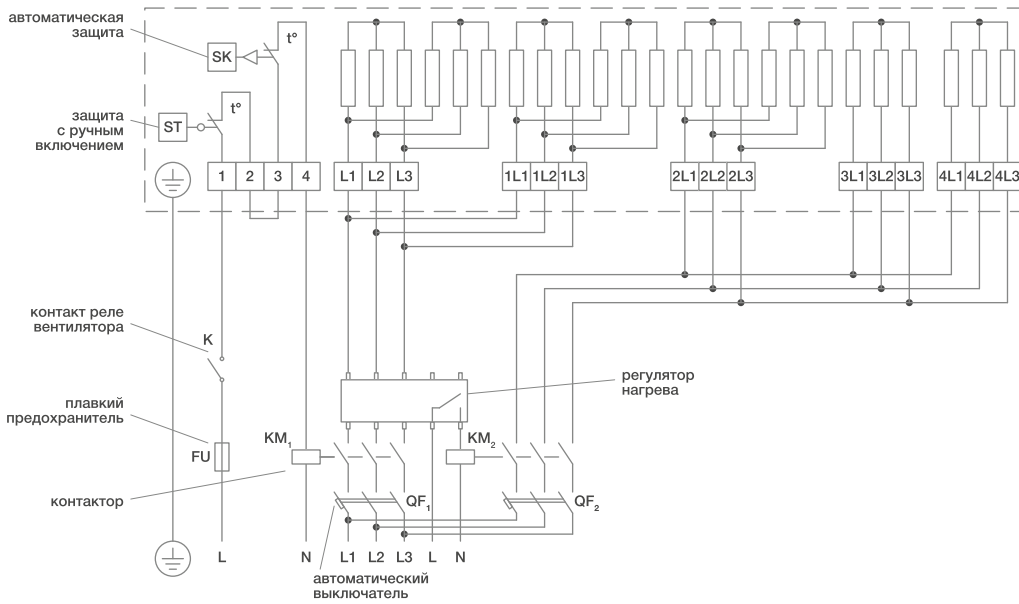 автоматическая
защита
SK
t°
защита
с ручным
включением
ST
t°
1 2 3 4 L1 L2 L3 1L1 1L2 1L3 2L1 2L2 2L3 3L1 3L2 3L3 4L1 4L2 4L3
контакт реле
вентилятора
K
регулятор
нагрева
плавкий
предохранитель
FU
KM1
KM2
контактор
QF1
QF2
L N L1 L2 L3 L N
автоматический
выключатель